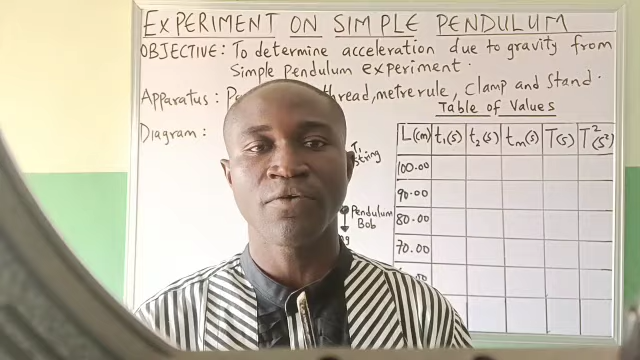 EXPERIMENT ON SIMPLE PENDULUM
OBJECTIVE: To determine acceleration due to gravity from
Simple pendulum experiment.
Apparatus: thread, metre rule, Clamp and Stand.
Table of Values
Diagram:
T, String
Pendulum Bob
mg
L(cm) t₁(s) t₂(s) tm(s) T(s) T²(s²)
100.00
90.00
80.00
70.00